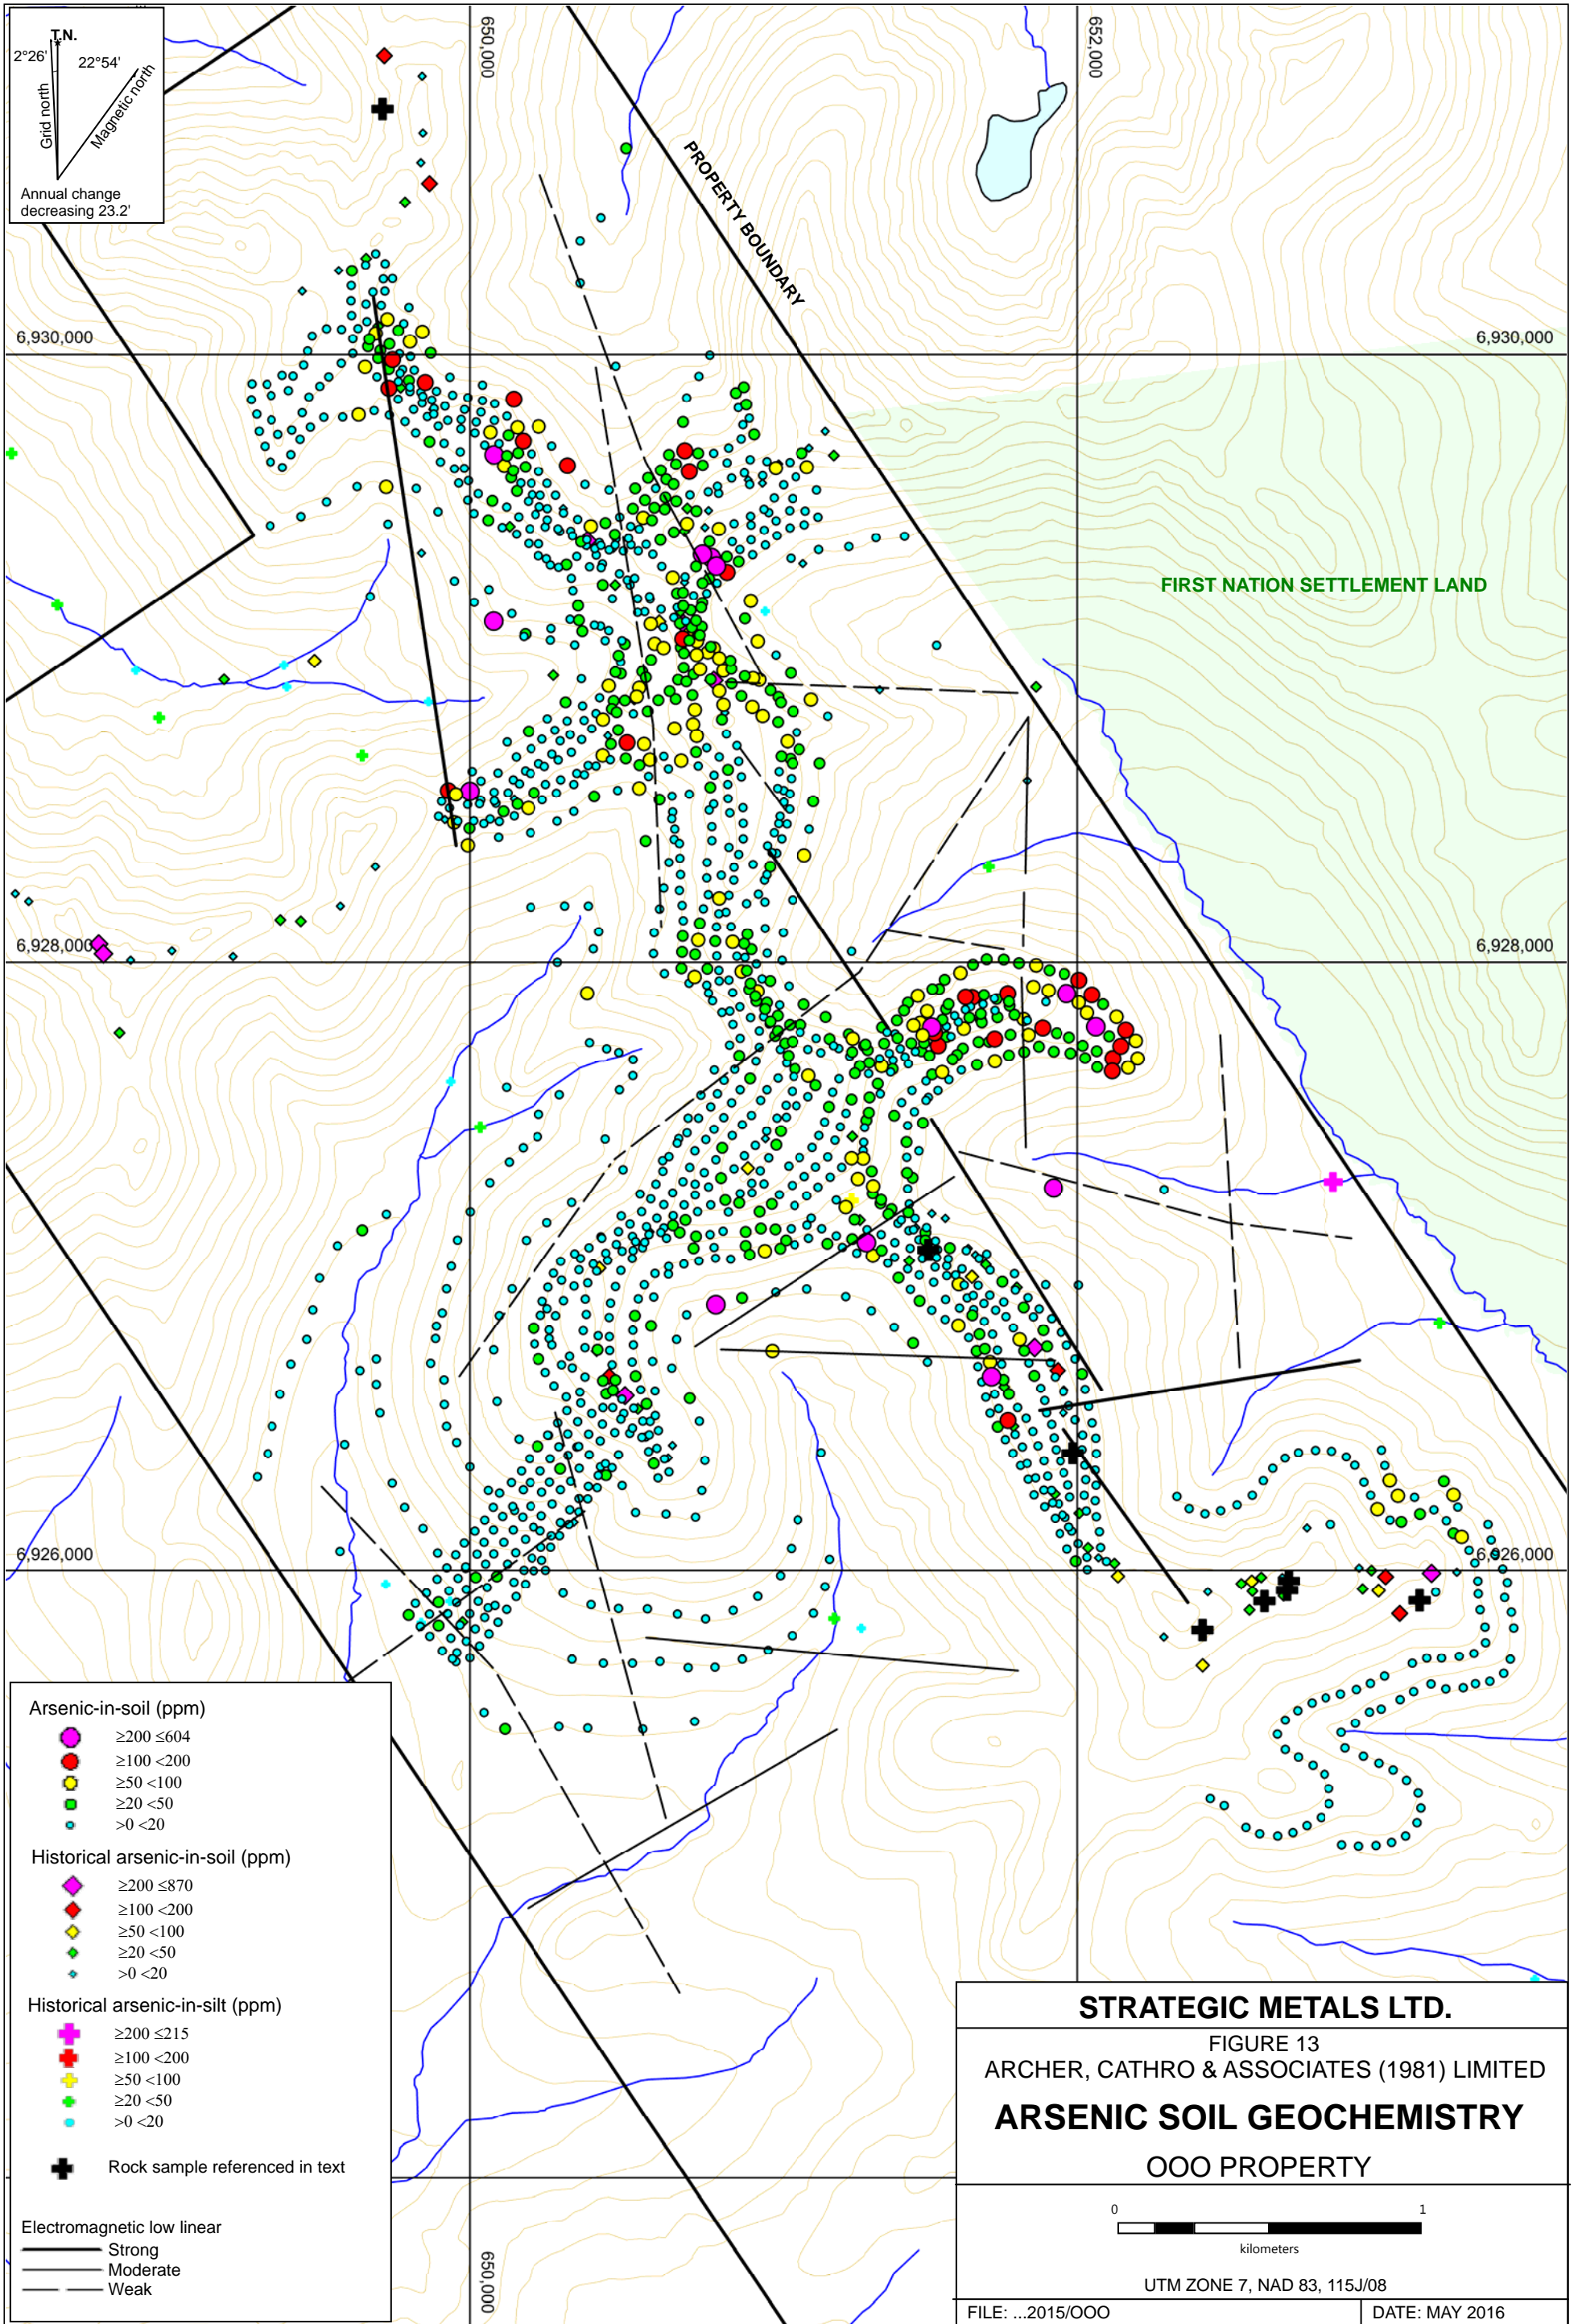 T.N.
2°26'
22°54'
Grid north
Magnetic north
Annual change
decreasing 23.2'
650,000
652,000
PROPERTY BOUNDARY
6,930,000
6,930,000
FIRST NATION SETTLEMENT LAND
6,928,000
6,928,000
6,926,000
6,926,000
Arsenic-in-soil (ppm)
≥200 ≤604
≥100 <200
≥50 <100
≥20 <50
>0 <20
Historical arsenic-in-soil (ppm)
≥200 ≤870
≥100 <200
≥50 <100
≥20 <50
>0 <20
Historical arsenic-in-silt (ppm)
≥200 ≤215
≥100 <200
≥50 <100
≥20 <50
>0 <20
Rock sample referenced in text
Electromagnetic low linear
Strong
Moderate
Weak
650,000
STRATEGIC METALS LTD.
FIGURE 13
ARCHER, CATHRO & ASSOCIATES (1981) LIMITED
ARSENIC SOIL GEOCHEMISTRY
OOO PROPERTY
0 1
kilometers
UTM ZONE 7, NAD 83, 115J/08
FILE: ...2015/OOO
DATE: MAY 2016